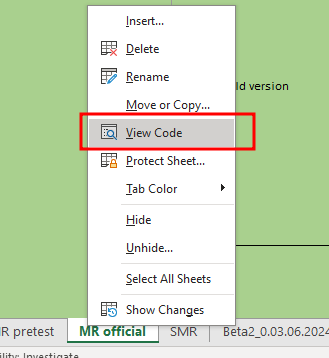 Insert...
Delete
Rename
Move or Copy...
ld version
View Code
Protect Sheet...
Tab Color
Hide
Unhide...
Select All Sheets
Show Changes
R pretest MR official SMR Beta2_0.03.06.2024
bility: Investigate